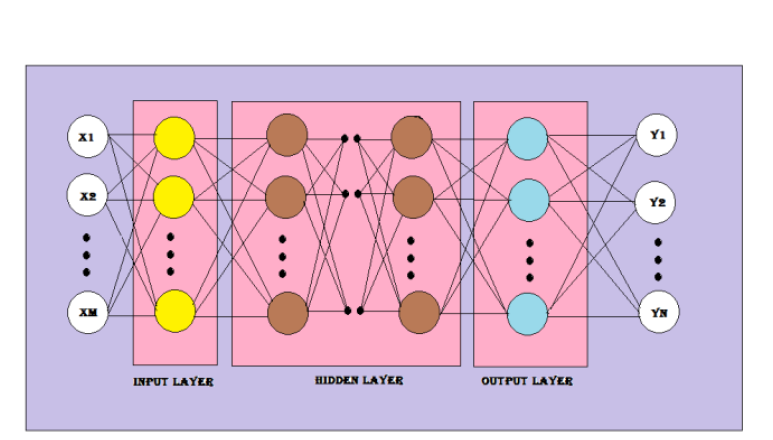 X1
Y1
X2
Y2
XM
YN
INPUT LAYER
HIDDEN LAYER
OUTPUT LAYER